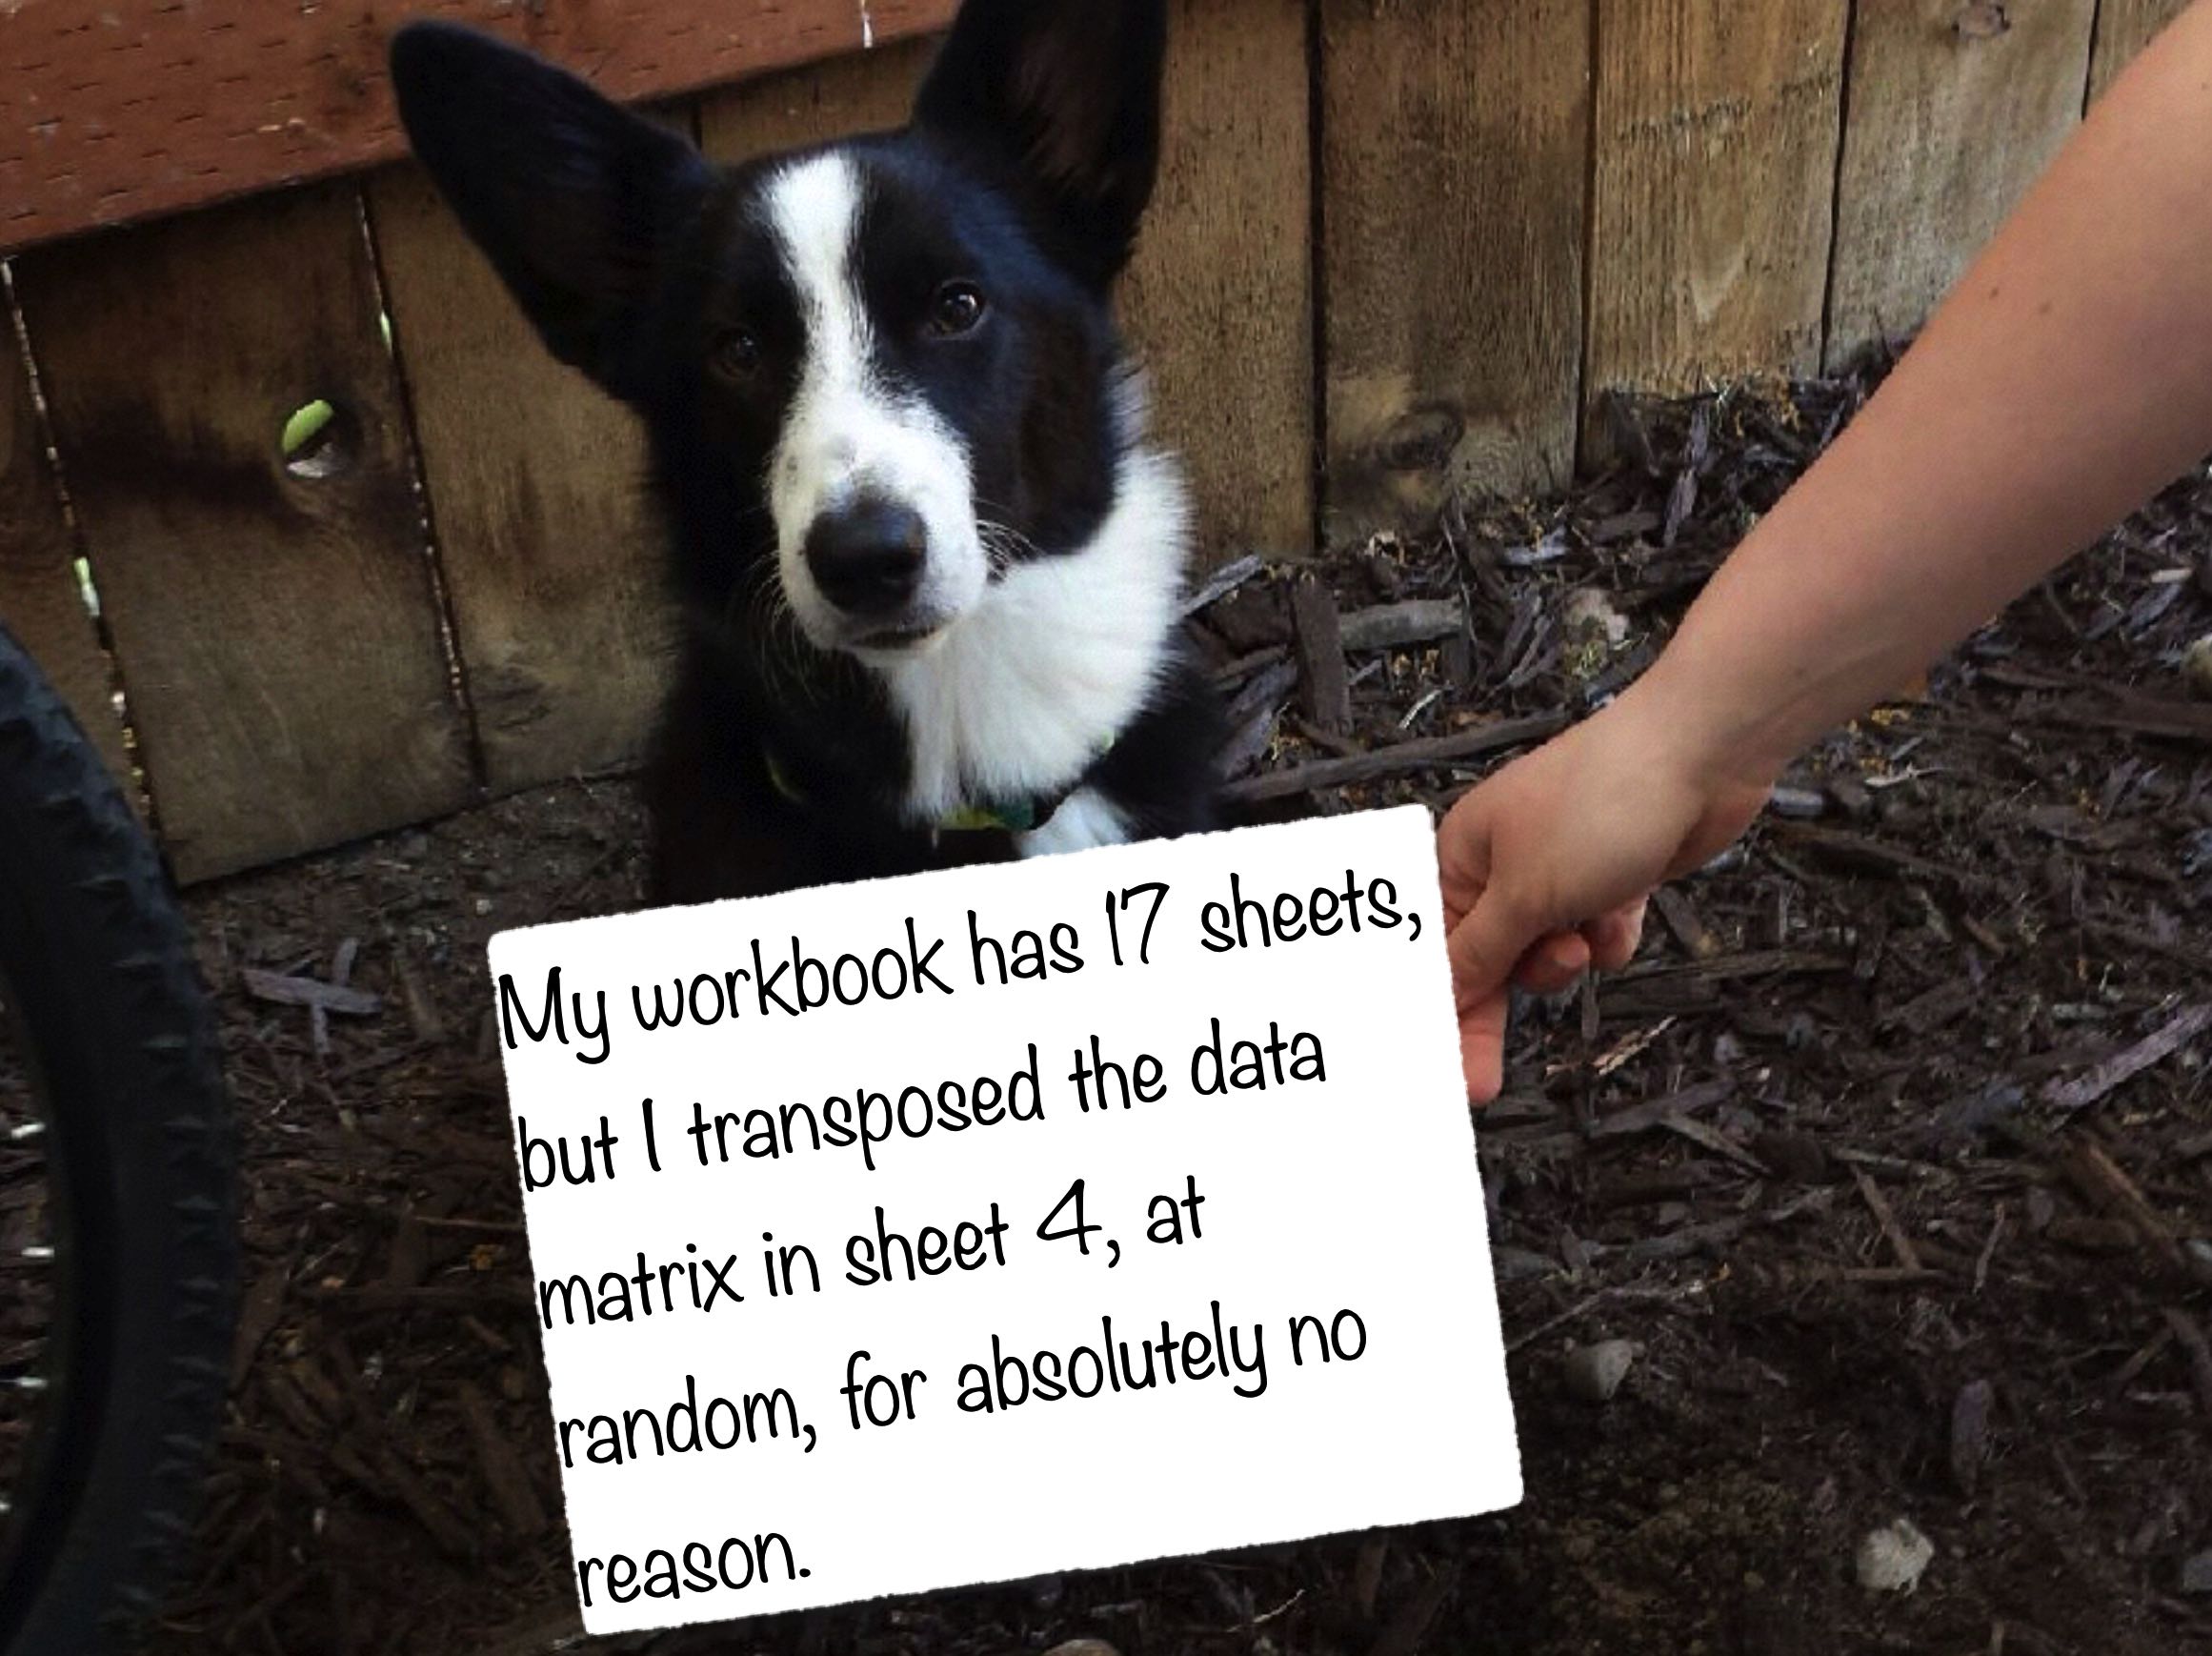 My workbook has 17 sheets,
but I transposed the data
matrix in sheet 4, at
random, for absolutely no
reason.